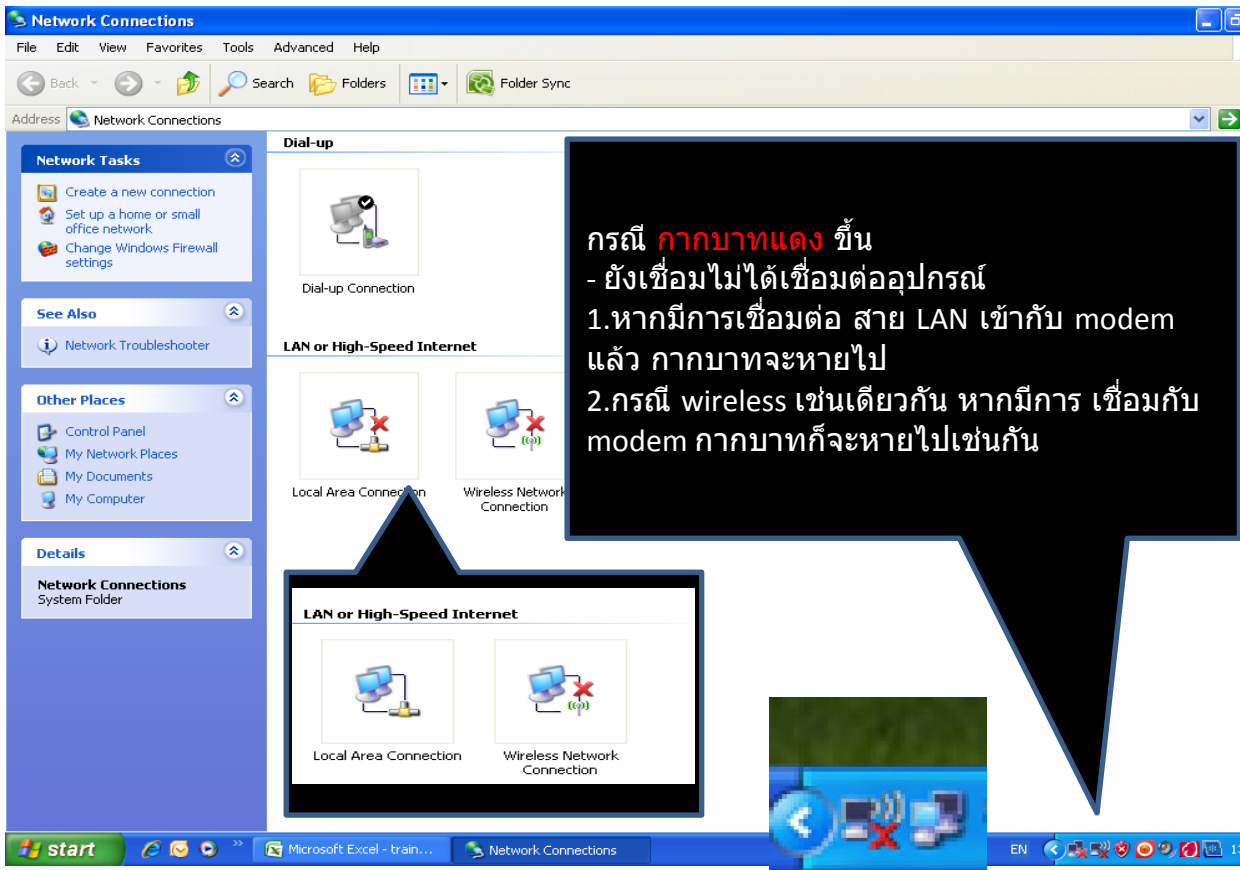 Network Connections
File Edit View Favorites Tools Advanced Help
Back Search Folders Folder Sync
Address Network Connections
Network Tasks
Create a new connection
Set up a home or small
office network
Change Windows Firewall
settings
See Also
Network Troubleshooter
Other Places
Control Panel
My Network Places
My Documents
My Computer
Details
Network Connections
System Folder
Dial-up
Dial-up Connection
LAN or High-Speed Internet
Local Area Connection
Wireless Network
Connection
กรณี กากบาทแดง ขึ้น
- ยังเชื่อมไม่ได้เชื่อมต่ออุปกรณ์
1.หากมีการเชื่อมต่อ สาย LAN เข้ากับ modem
แล้ว กากบาทจะหายไป
2.กรณี wireless เช่นเดียวกัน หากมีการ เชื่อมกับ
modem กากบาทก็จะหายไปเช่นกัน
LAN or High-Speed Internet
Local Area Connection
Wireless Network
Connection
start
Microsoft Excel - train...
Network Connections
EN